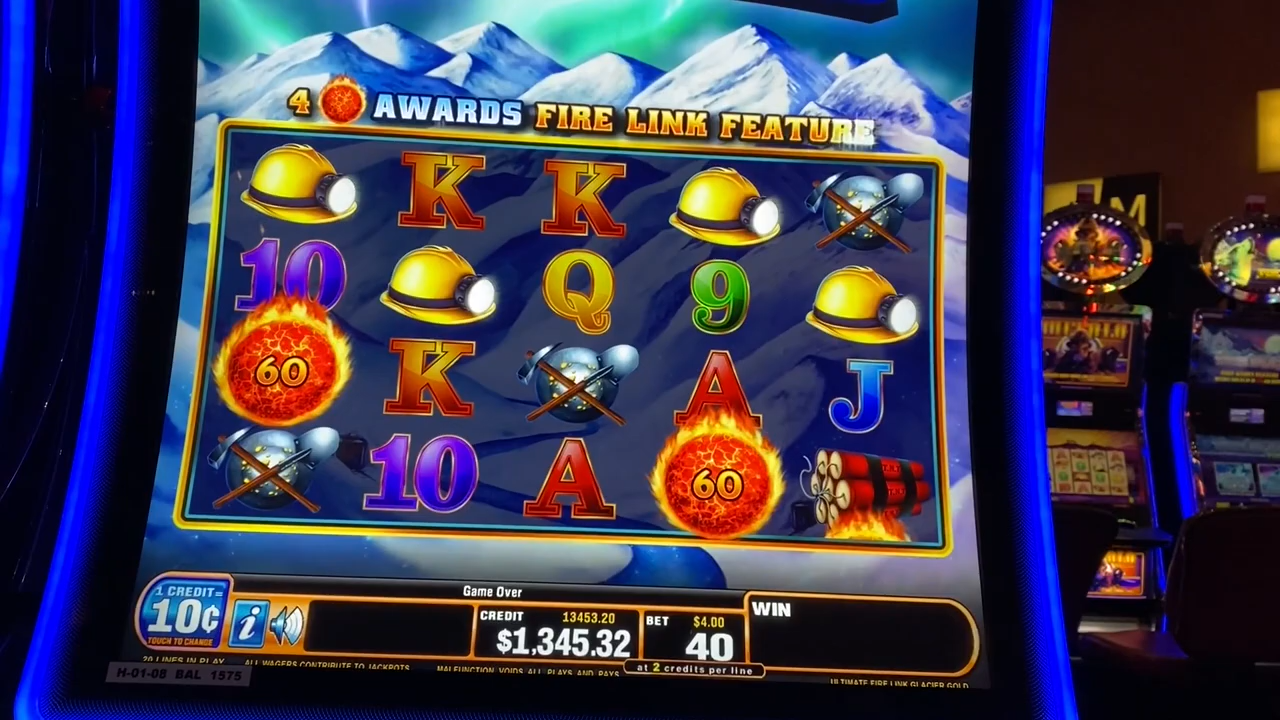 4 AWARDS FIRE LINK FEATURE
K K
10 Q 9
60 K A J
10 A 60
Game Over
1 CREDIT=
10¢
TOUCH TO CHANGE
i
CREDIT 13453.20
$1,345.32
BET $4.00
40
at 2 credits per line
WIN
20 LINES IN PLAY ALL WAGERS CONTRIBUTE TO JACKPOTS MALFUNCTION VOIDS ALL PLAYS AND PAYS ULTIMATE FIRE LINK GLACIER GOLD
H-01-08 BAL 1575
M